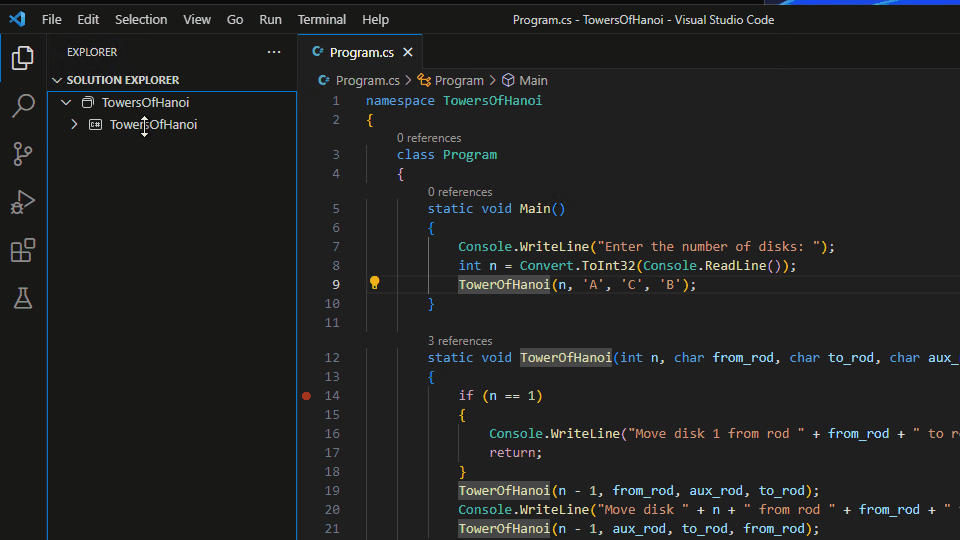 File Edit Selection View Go Run Terminal Help Program.cs - TowersOfHanoi - Visual Studio Code
EXPLORER ···
SOLUTION EXPLORER
TowersOfHanoi
C# TowersOfHanoi
C# Program.cs ×
C# Program.cs > Program > Main
1 namespace TowersOfHanoi
2 {
0 references
3 class Program
4 {
0 references
5 static void Main()
6 {
7 Console.WriteLine("Enter the number of disks: ");
8 int n = Convert.ToInt32(Console.ReadLine());
9 TowerOfHanoi(n, 'A', 'C', 'B');
10 }
11
3 references
12 static void TowerOfHanoi(int n, char from_rod, char to_rod, char aux_
13 {
14 if (n == 1)
15 {
16 Console.WriteLine("Move disk 1 from rod " + from_rod + " to r
17 return;
18 }
19 TowerOfHanoi(n - 1, from_rod, aux_rod, to_rod);
20 Console.WriteLine("Move disk " + n + " from rod " + from_rod + "
21 TowerOfHanoi(n - 1, aux_rod, to_rod, from_rod);